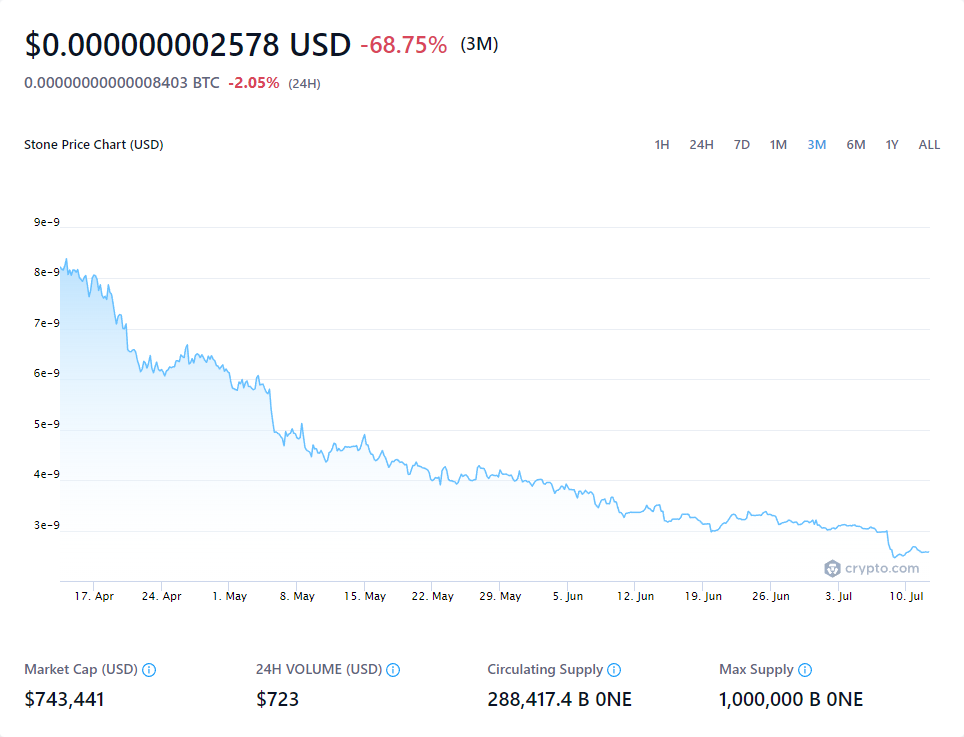 $0.000000002578 USD -68.75% (3M)
0.00000000000008403 BTC -2.05% (24H)
Stone Price Chart (USD) 1H 24H 7D 1M 3M 6M 1Y ALL
9e-9
8e-9
7e-9
6e-9
5e-9
4e-9
3e-9
crypto.com
17. Apr 24. Apr 1. May 8. May 15. May 22. May 29. May 5. Jun 12. Jun 19. Jun 26. Jun 3. Jul 10. Jul
Market Cap (USD) 24H VOLUME (USD) Circulating Supply Max Supply
$743,441 $723 288,417.4 B 0NE 1,000,000 B 0NE